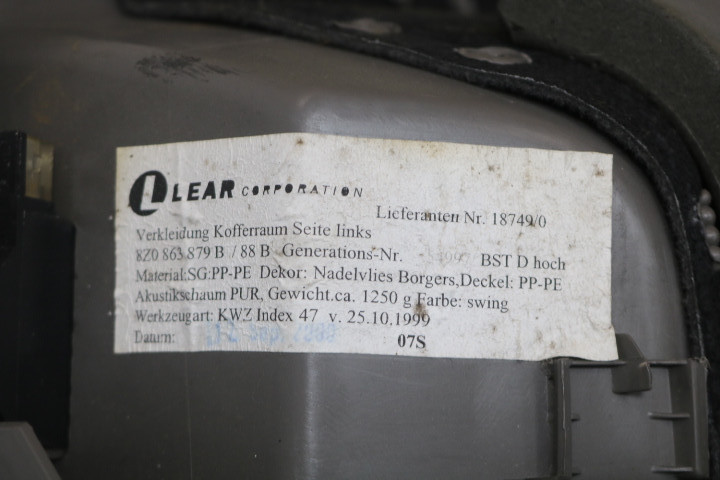 LEAR CORPORATION
Lieferanten Nr. 18749/0
Verkleidung Kofferraum Seite links
8Z0 863 879 B / 88 B Generations-Nr. BST D hoch
Material:SG:PP-PE Dekor: Nadelvlies Borgers,Deckel: PP-PE
Akustikschaum PUR, Gewicht.ca. 1250 g Farbe: swing
Werkzeugart: KWZ Index 47 v. 25.10.1999
Datum: 07S